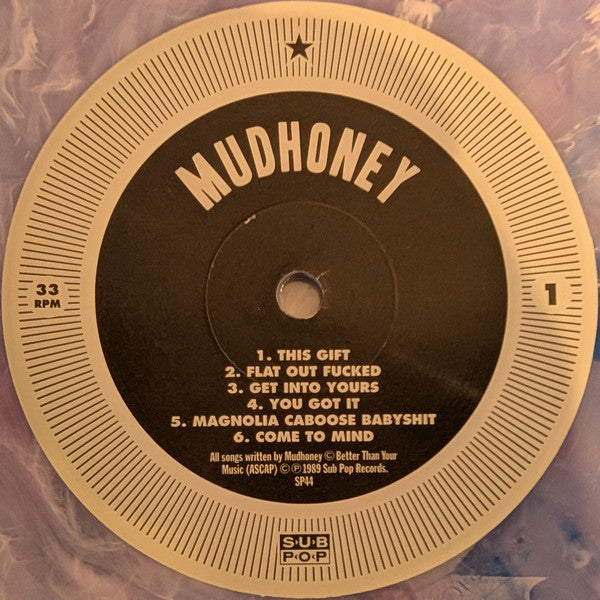 MUDHONEY
33
RPM
1
1. THIS GIFT
2. FLAT OUT FUCKED
3. GET INTO YOURS
4. YOU GOT IT
5. MAGNOLIA CABOOSE BABYSHIT
6. COME TO MIND
All songs written by Mudhoney © Better Than Your
Music (ASCAP) © ℗ 1989 Sub Pop Records.
SP44
SUB
POP